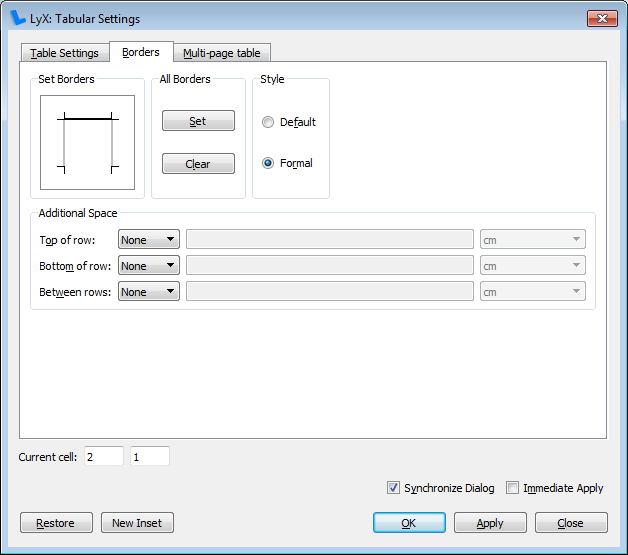 LyX: Tabular Settings
Table Settings Borders Multi-page table
Set Borders All Borders Style
Set Default
Clear Formal
Additional Space
Top of row: None cm
Bottom of row: None cm
Between rows: None cm
Current cell: 2 1
Synchronize Dialog Immediate Apply
Restore New Inset OK Apply Close